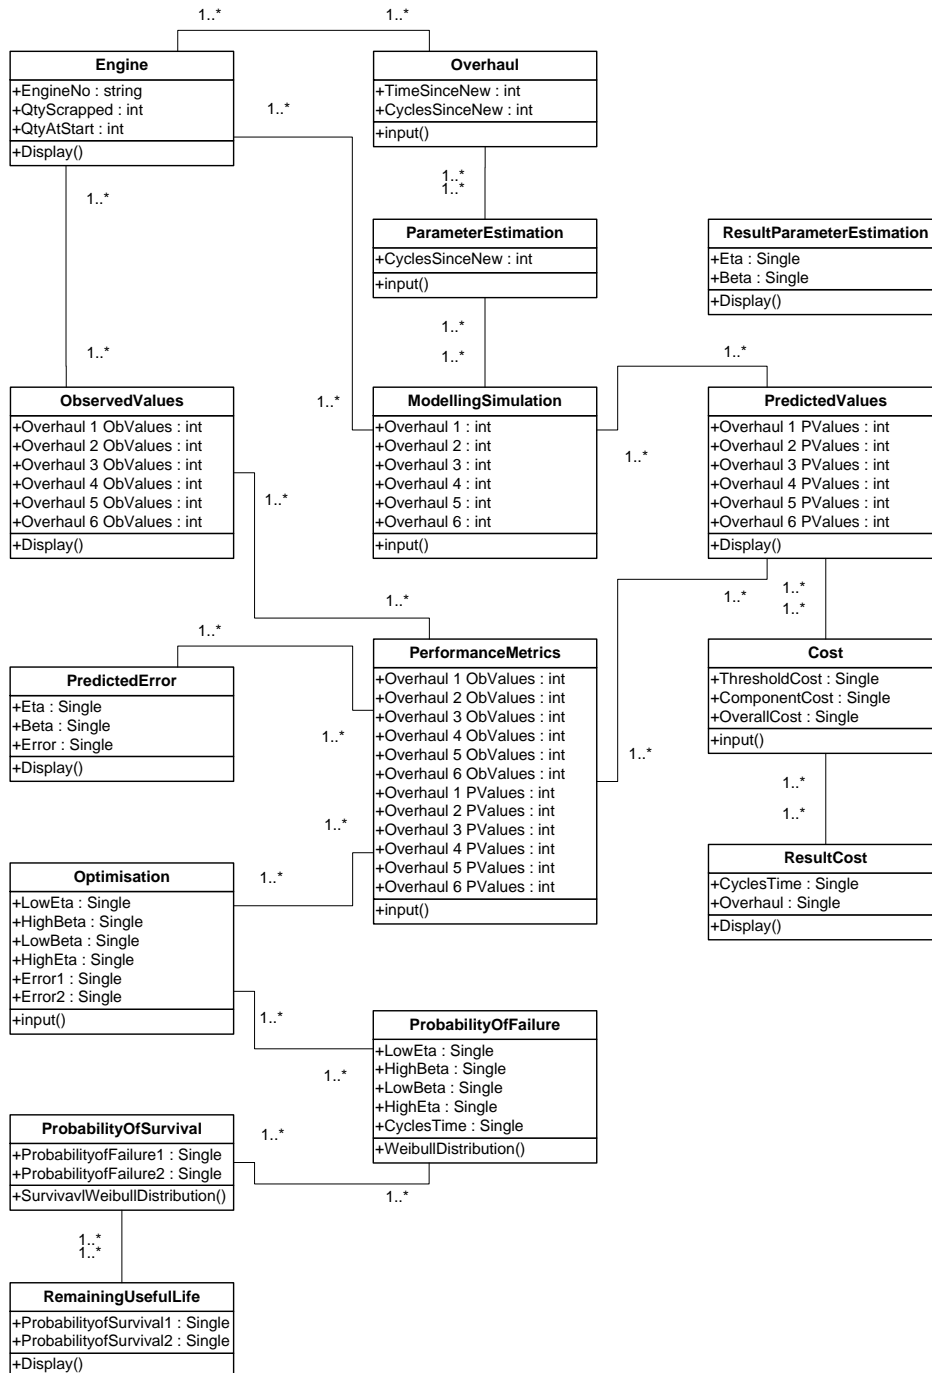 1..*
1..*
Engine
+EngineNo : string
+QtyScrapped : int
+QtyAtStart : int
+Display()
Overhaul
+TimeSinceNew : int
+CyclesSinceNew : int
+input()
1..*
1..*
1..*
1..*
ParameterEstimation
+CyclesSinceNew : int
+input()
ResultParameterEstimation
+Eta : Single
+Beta : Single
+Display()
1..*
1..*
1..*
1..*
1..*
1..*
ObservedValues
+Overhaul 1 ObValues : int
+Overhaul 2 ObValues : int
+Overhaul 3 ObValues : int
+Overhaul 4 ObValues : int
+Overhaul 5 ObValues : int
+Overhaul 6 ObValues : int
+Display()
ModellingSimulation
+Overhaul 1 : int
+Overhaul 2 : int
+Overhaul 3 : int
+Overhaul 4 : int
+Overhaul 5 : int
+Overhaul 6 : int
+input()
PredictedValues
+Overhaul 1 PValues : int
+Overhaul 2 PValues : int
+Overhaul 3 PValues : int
+Overhaul 4 PValues : int
+Overhaul 5 PValues : int
+Overhaul 6 PValues : int
+Display()
1..*
1..*
1..*
1..*
1..*
1..*
1..*
PredictedError
+Eta : Single
+Beta : Single
+Error : Single
+Display()
PerformanceMetrics
+Overhaul 1 ObValues : int
+Overhaul 2 ObValues : int
+Overhaul 3 ObValues : int
+Overhaul 4 ObValues : int
+Overhaul 5 ObValues : int
+Overhaul 6 ObValues : int
+Overhaul 1 PValues : int
+Overhaul 2 PValues : int
+Overhaul 3 PValues : int
+Overhaul 4 PValues : int
+Overhaul 5 PValues : int
+Overhaul 6 PValues : int
+input()
Cost
+ThresholdCost : Single
+ComponentCost : Single
+OverallCost : Single
+input()
1..*
1..*
1..*
1..*
1..*
1..*
Optimisation
+LowEta : Single
+HighBeta : Single
+LowBeta : Single
+HighEta : Single
+Error1 : Single
+Error2 : Single
+input()
ResultCost
+CyclesTime : Single
+Overhaul : Single
+Display()
1..*
1..*
ProbabilityOfFailure
+LowEta : Single
+HighBeta : Single
+LowBeta : Single
+HighEta : Single
+CyclesTime : Single
+WeibullDistribution()
ProbabilityOfSurvival
+ProbabilityofFailure1 : Single
+ProbabilityofFailure2 : Single
+SurvivavlWeibullDistribution()
1..*
1..*
1..*
1..*
RemainingUsefulLife
+ProbabilityofSurvival1 : Single
+ProbabilityofSurvival2 : Single
+Display()